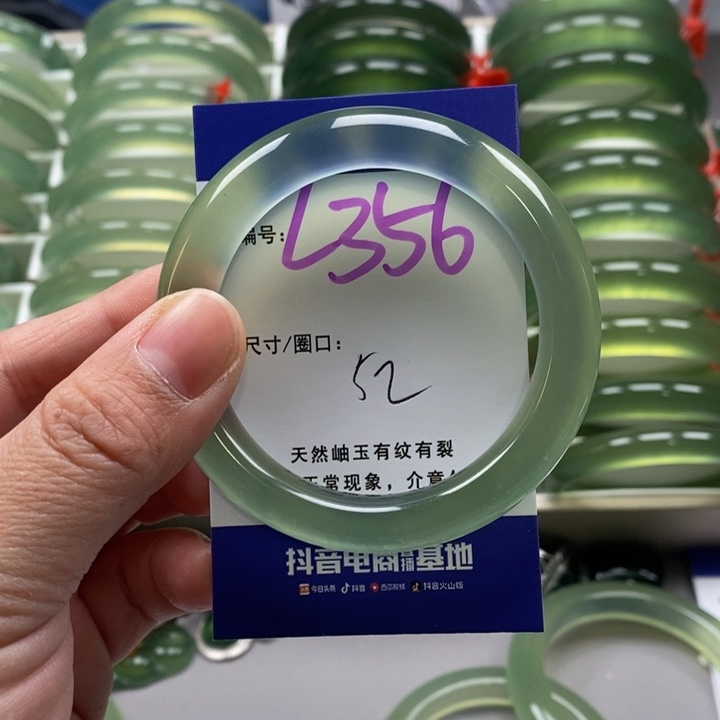 编号: L356
尺寸/圈口: 52
天然岫玉有纹有裂
正常现象，介意
抖音电商直播基地
今日头条 抖音 西瓜视频 抖音火山版